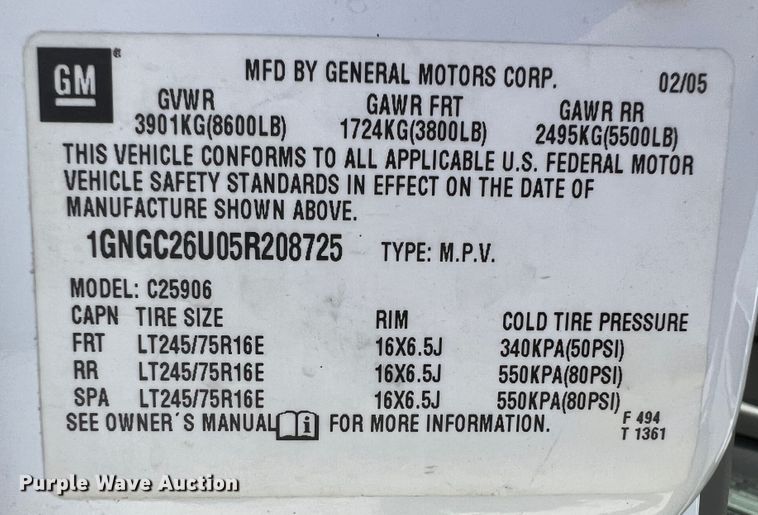 GM®
MFD BY GENERAL MOTORS CORP. 02/05
GVWR GAWR FRT GAWR RR
3901KG(8600LB) 1724KG(3800LB) 2495KG(5500LB)
THIS VEHICLE CONFORMS TO ALL APPLICABLE U.S. FEDERAL MOTOR
VEHICLE SAFETY STANDARDS IN EFFECT ON THE DATE OF
MANUFACTURE SHOWN ABOVE.
1GNGC26U05R208725 TYPE: M.P.V.
MODEL: C25906
CAPN TIRE SIZE RIM COLD TIRE PRESSURE
FRT LT245/75R16E 16X6.5J 340KPA(50PSI)
RR LT245/75R16E 16X6.5J 550KPA(80PSI)
SPA LT245/75R16E 16X6.5J 550KPA(80PSI)
SEE OWNER´S MANUAL i FOR MORE INFORMATION.
F 494
T 1361
Purple Wave Auction